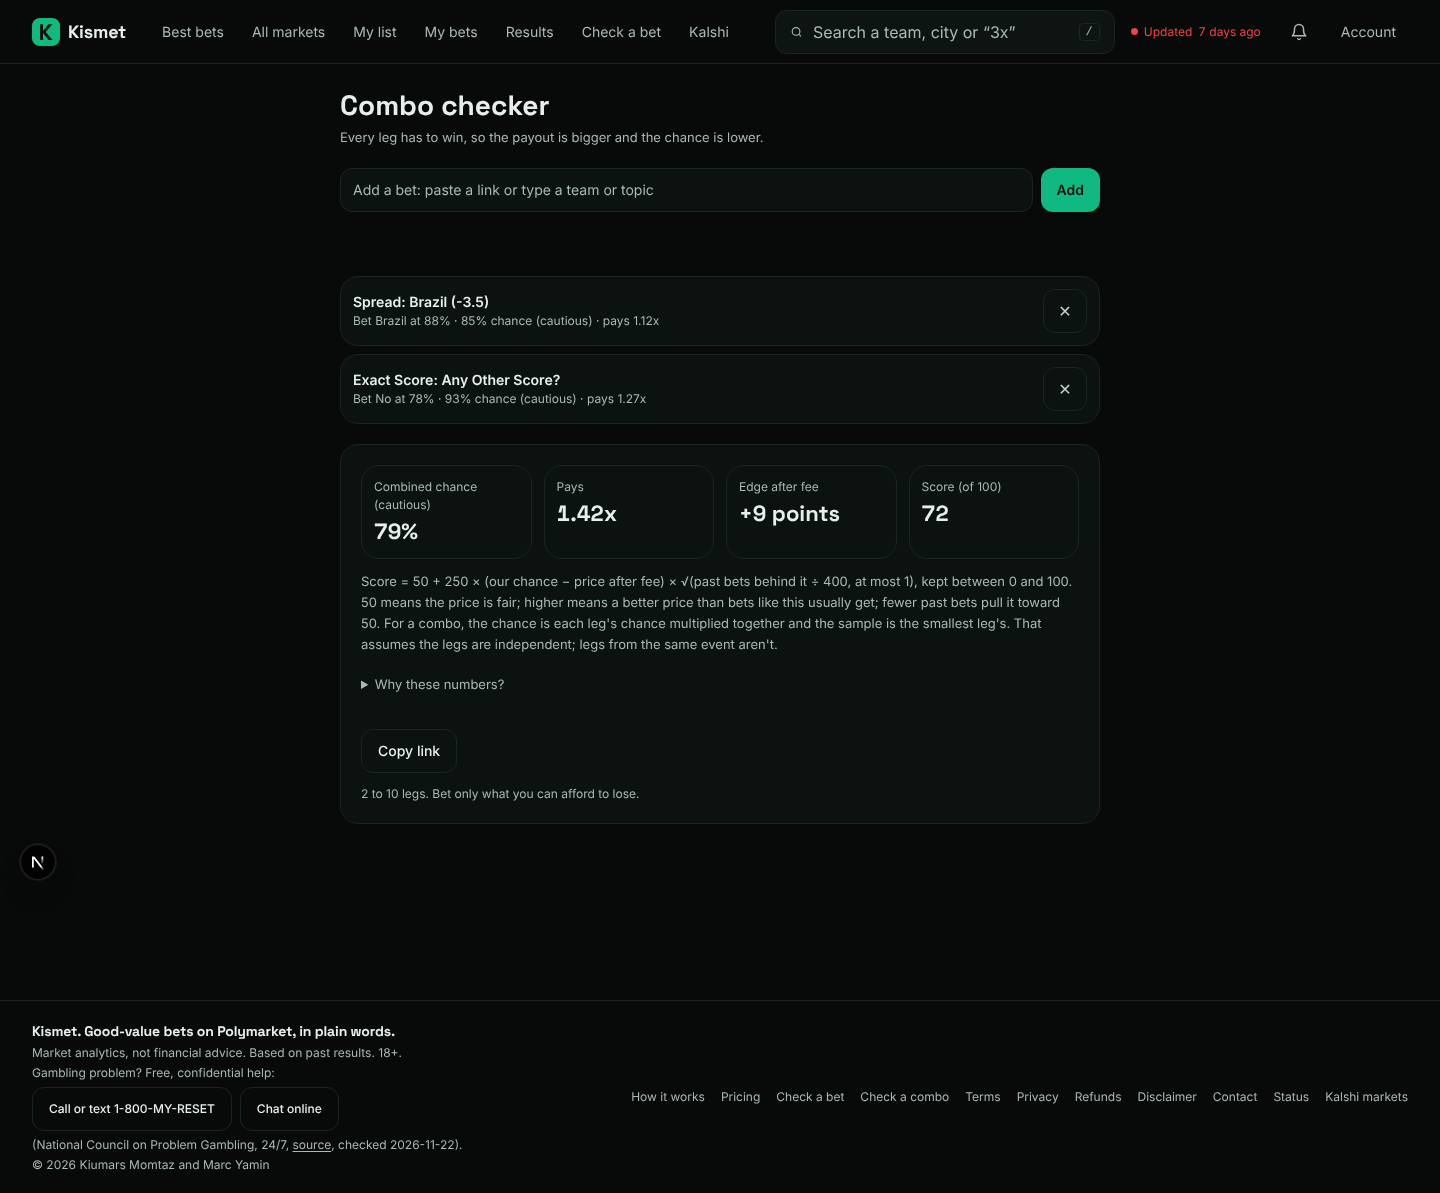 Kismet
Best bets
All markets
My list
My bets
Results
Check a bet
Kalshi
Search a team, city or “3x”
/
Updated 7 days ago
Account
Combo checker
Every leg has to win, so the payout is bigger and the chance is lower.
Add a bet: paste a link or type a team or topic
Add
Spread: Brazil (-3.5)
Bet Brazil at 88% · 85% chance (cautious) · pays 1.12x
✕
Exact Score: Any Other Score?
Bet No at 78% · 93% chance (cautious) · pays 1.27x
✕
Combined chance
(cautious)
79%
Pays
1.42x
Edge after fee
+9 points
Score (of 100)
72
Score = 50 + 250 × (our chance − price after fee) × √(past bets behind it ÷ 400, at most 1), kept between 0 and 100.
50 means the price is fair; higher means a better price than bets like this usually get; fewer past bets pull it toward
50. For a combo, the chance is each leg's chance multiplied together and the sample is the smallest leg's. That
assumes the legs are independent; legs from the same event aren't.
Why these numbers?
Copy link
2 to 10 legs. Bet only what you can afford to lose.
Kismet. Good-value bets on Polymarket, in plain words.
Market analytics, not financial advice. Based on past results. 18+.
Gambling problem? Free, confidential help:
Call or text 1-800-MY-RESET
Chat online
(National Council on Problem Gambling, 24/7, source, checked 2026-11-22).
© 2026 Kiumars Momtaz and Marc Yamin
How it works
Pricing
Check a bet
Check a combo
Terms
Privacy
Refunds
Disclaimer
Contact
Status
Kalshi markets